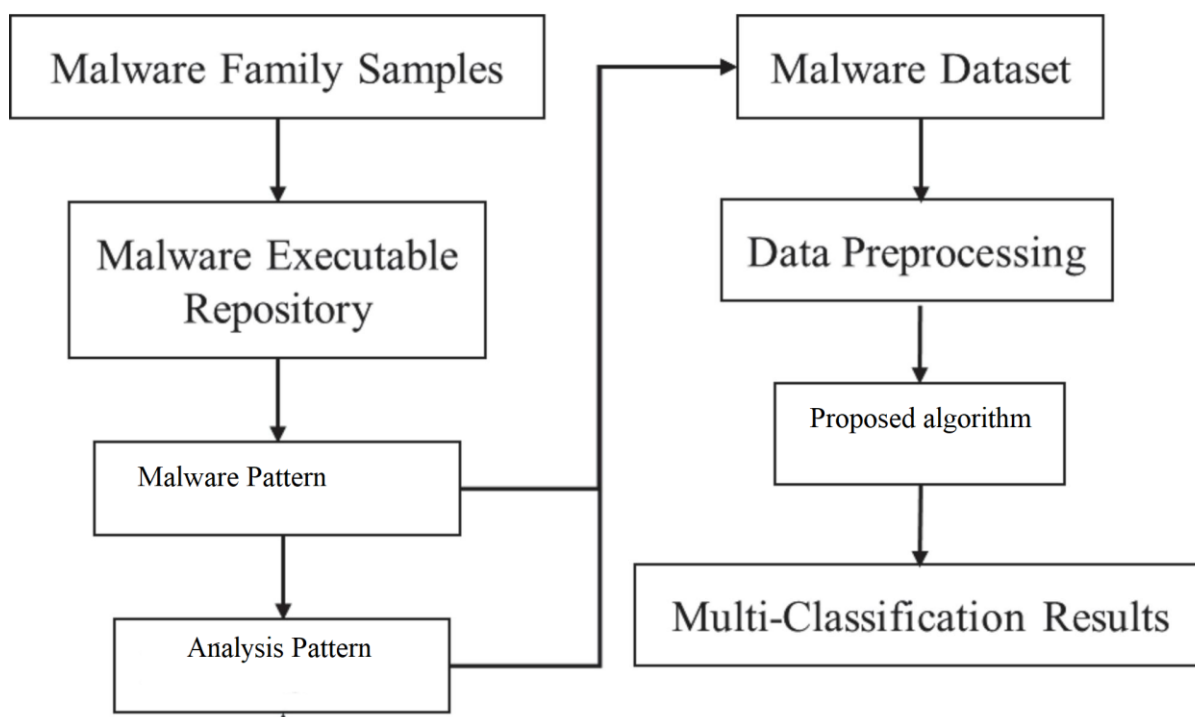 Malware Family Samples
Malware Executable
Repository
Malware Pattern
Analysis Pattern
Malware Dataset
Data Preprocessing
Proposed algorithm
Multi-Classification Results